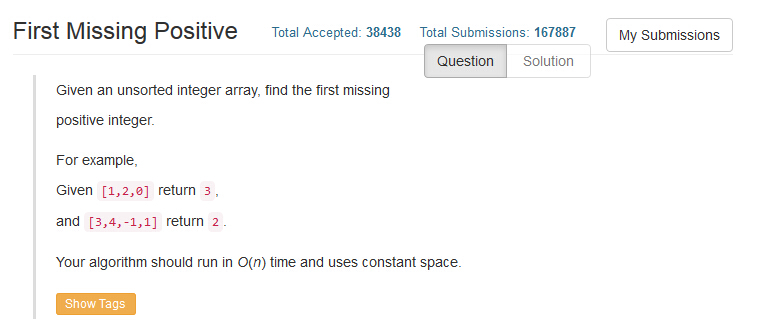 First Missing Positive Total Accepted: 38438 Total Submissions: 167887 My Submissions
Question Solution
Given an unsorted integer array, find the first missing
positive integer.
For example,
Given [1,2,0] return 3,
and [3,4,-1,1] return 2.
Your algorithm should run in O(n) time and uses constant space.
Show Tags